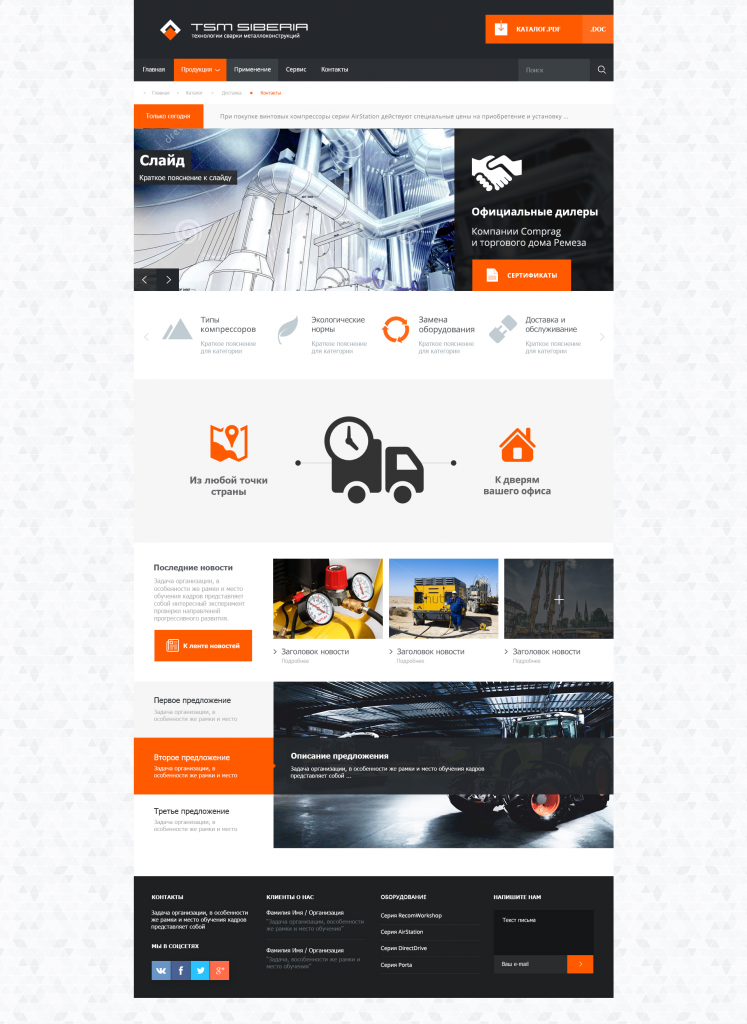 TSM SIBERIA
технологии сварки металлоконструкций
КАТАЛОГ.PDF
.DOC
Главная
Продукция
Применение
Сервис
Контакты
Поиск
Главная
Каталог
Доставка
Контакты
Только сегодня
При покупке винтовых компрессоры серии AirStation действуют специальные цены на приобретение и установку ...
Слайд
Краткое пояснение к слайду
Официальные дилеры
Компании Comprag
и торгового дома Ремеза
СЕРТИФИКАТЫ
Типы
компрессоров
Краткое пояснение
для категории
Экологические
нормы
Краткое пояснение
для категории
Замена
оборудования
Краткое пояснение
для категории
Доставка и
обслуживание
Краткое пояснение
для категории
Из любой точки
страны
К дверям
вашего офиса
Последние новости
Задача организации, в
особенности же рамки и место
обучения кадров представляет
собой интересный эксперимент
проверки направлений
прогрессивного развития.
К ленте новостей
Заголовок новости
Подробнее
Заголовок новости
Подробнее
Заголовок новости
Подробнее
Первое предложение
Задача организации, в
особенности же рамки и место
Второе предложение
Задача организации, в
особенности же рамки и место
Третье предложение
Задача организации, в
особенности же рамки и место
Описание предложения
Задача организации, в особенности же рамки и место обучения кадров
представляет собой ...
КОНТАКТЫ
Задача организации, в особенности
же рамки и место обучения кадров
представляет собой
МЫ В СОЦСЕТЯХ
КЛИЕНТЫ О НАС
Фамилия Имя / Организация
"Задача организации, вособенности
же рамки и место обучения"
Фамилия Имя / Организация
"Задача, вособенности же рамки и
место обучения"
ОБОРУДОВАНИЕ
Серия RecomWorkshop
Серия AirStation
Серия DirectDrive
Серия Porta
НАПИШИТЕ НАМ
Текст письма
Ваш e-mail